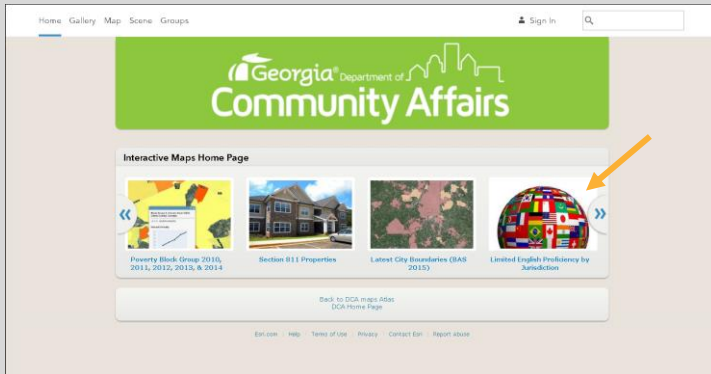 Home Gallery Map Scene Groups
Sign In
Georgia® Department of
Community Affairs
Interactive Maps Home Page
Poverty Block Group 2010,
2011, 2012, 2013, & 2014
Section 811 Properties
Latest City Boundaries (BAS
2015)
Limited English Proficiency by
Jurisdiction
Back to DCA maps Atlas
DCA Home Page
Esri.com | Help | Terms of Use | Privacy | Contact Esri | Report Abuse